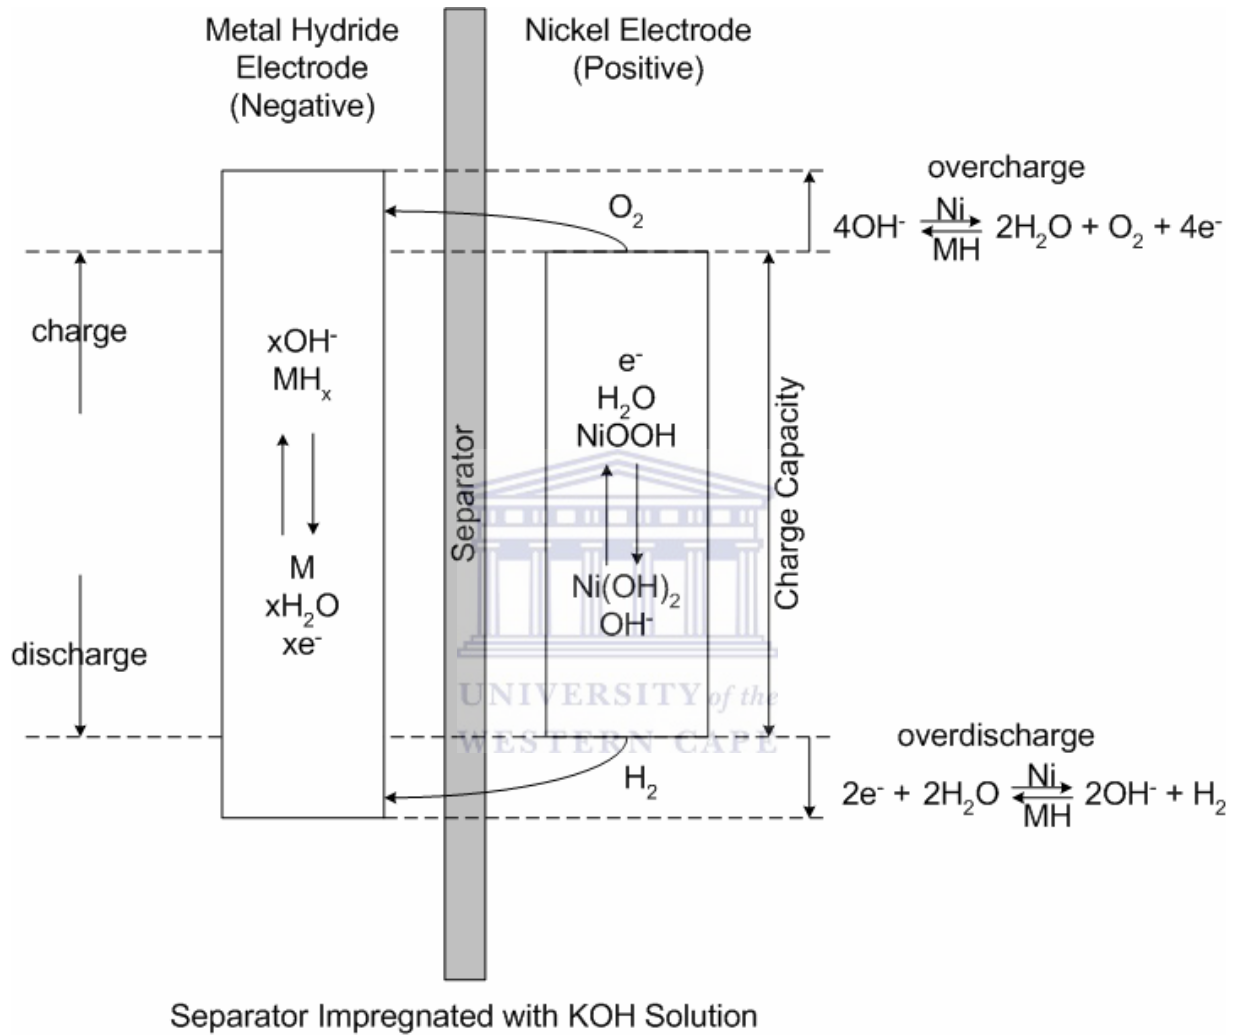 Metal Hydride
Electrode
(Negative)
Nickel Electrode
(Positive)
overcharge
4OH⁻ Ni 2H₂O + O₂ + 4e⁻
MH
O₂
charge
xOH⁻
MHₓ
e⁻
H₂O
NiOOH
Separator
Charge Capacity
M
xH₂O
xe⁻
Ni(OH)₂
OH⁻
discharge
UNIVERSITY of the
WESTERN CAPE
H₂
overdischarge
2e⁻ + 2H₂O Ni 2OH⁻ + H₂
MH
Separator Impregnated with KOH Solution